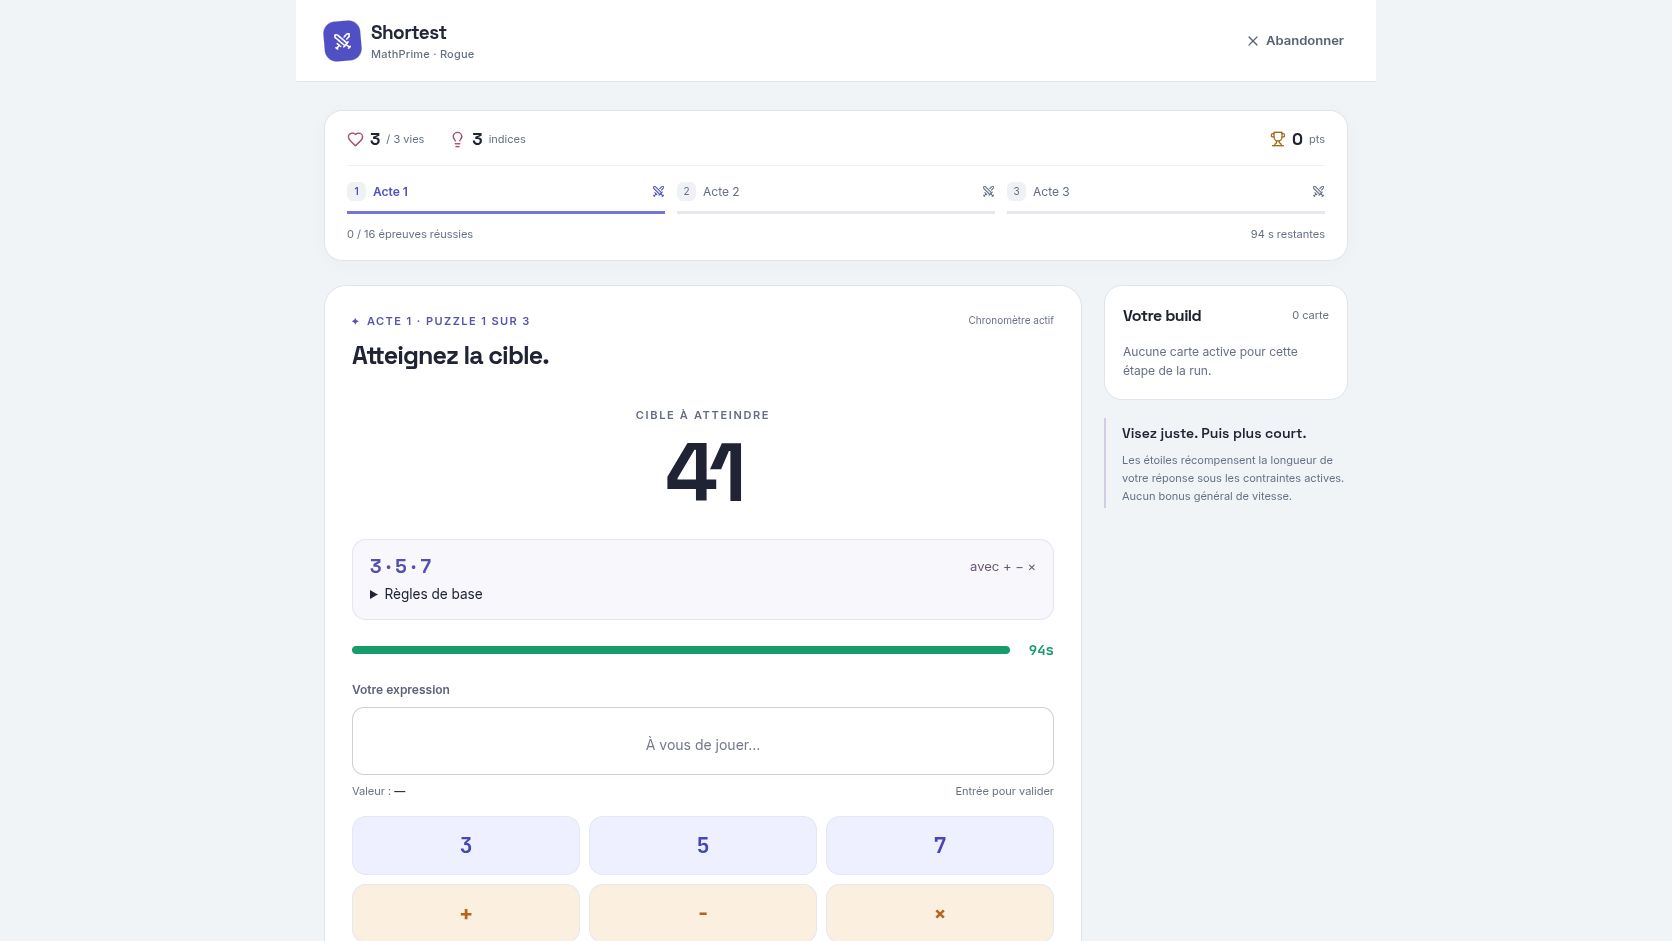 Shortest
MathPrime · Rogue
Abandonner
3 / 3 vies 3 indices 0 pts
1 Acte 1 2 Acte 2 3 Acte 3
0 / 16 épreuves réussies 94 s restantes
ACTE 1 · PUZZLE 1 SUR 3 Chronomètre actif
Atteignez la cible.
CIBLE À ATTEINDRE
41
3 · 5 · 7 avec + − ×
Règles de base
94s
Votre expression
À vous de jouer…
Valeur : — Entrée pour valider
3 5 7
+ - ×
Votre build 0 carte
Aucune carte active pour cette
étape de la run.
Visez juste. Puis plus court.
Les étoiles récompensent la longueur de
votre réponse sous les contraintes actives.
Aucun bonus général de vitesse.